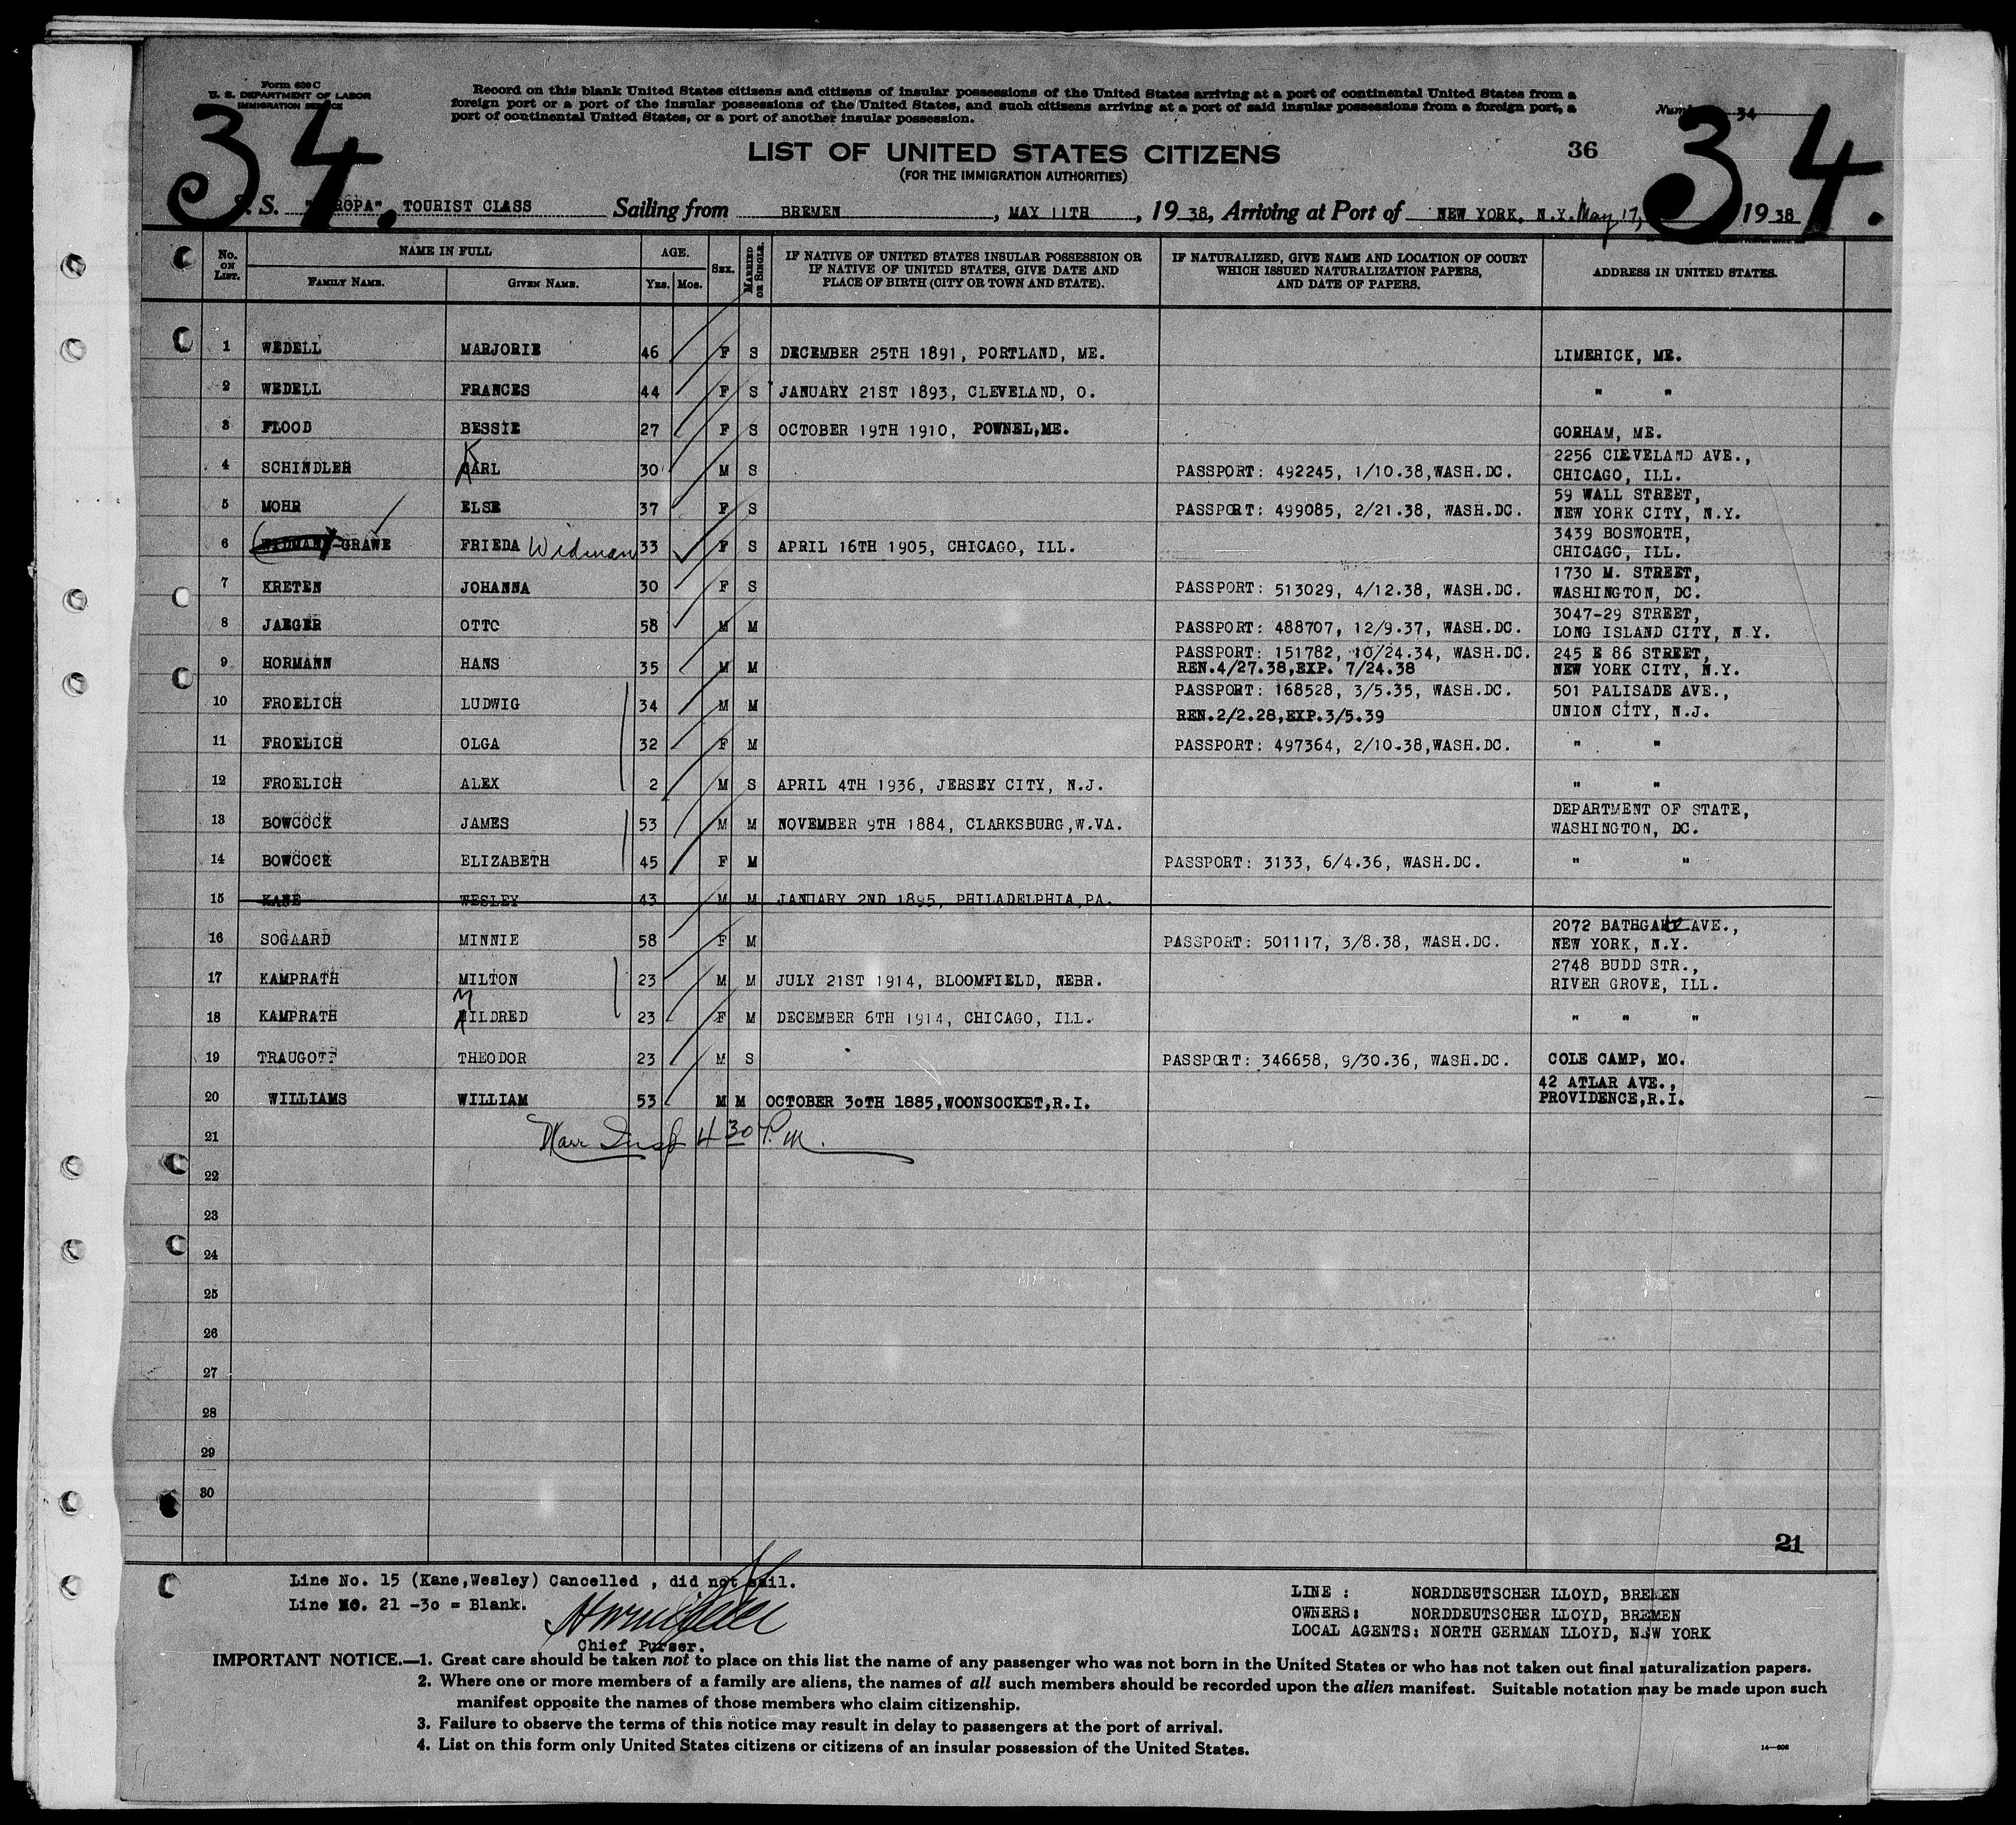 Form 630 C
U. S. DEPARTMENT OF LABOR
IMMIGRATION SERVICE
Record on this blank United States citizens and citizens of insular possessions of the United States arriving at a port of continental United States from a
foreign port or a port of the insular possessions of the United States, and such citizens arriving at a port of said insular possessions from a foreign port, a
port of continental United States, or a port of another insular possession.
34
34. 34.
LIST OF UNITED STATES CITIZENS 36
(FOR THE IMMIGRATION AUTHORITIES)
S. S. "EUROPA", TOURIST CLASS Sailing from BREMEN, MAY 11TH, 1938, Arriving at Port of NEW YORK, N.Y. May 17, 1938
No. ON LIST. NAME IN FULL AGE. SEX. MARRIED OR SINGLE. IF NATIVE OF UNITED STATES INSULAR POSSESSION OR IF NATIVE OF UNITED STATES, GIVE DATE AND PLACE OF BIRTH (CITY OR TOWN AND STATE). IF NATURALIZED, GIVE NAME AND LOCATION OF COURT WHICH ISSUED NATURALIZATION PAPERS, AND DATE OF PAPERS. ADDRESS IN UNITED STATES.
FAMILY NAME. GIVEN NAME. Yrs. Mos.
1 WEDELL MARJORIE 46 F S DECEMBER 25TH 1891, PORTLAND, ME. LIMERICK, ME.
2 WEDELL FRANCES 44 F S JANUARY 21ST 1893, CLEVELAND, O. " "
3 FLOOD BESSIE 27 F S OCTOBER 19TH 1910, POWNEL,ME. GORHAM, ME.
4 SCHINDLER KARL 30 M S PASSPORT: 492245, 1/10.38,WASH.DC. 2256 CLEVELAND AVE., CHICAGO, ILL.
5 MOHR ELSE 37 F S PASSPORT: 499085, 2/21.38, WASH.DC. 59 WALL STREET, NEW YORK CITY, N.Y.
6 GRAWE FRIEDA Widman 33 F S APRIL 16TH 1905, CHICAGO, ILL. 3439 BOSWORTH, CHICAGO, ILL.
7 KRETEN JOHANNA 30 F S PASSPORT: 513029, 4/12.38, WASH.DC. 1730 M. STREET, WASHINGTON, DC.
8 JAEGER OTTO 58 M M PASSPORT: 488707, 12/9.37, WASH.DC. 3047-29 STREET, LONG ISLAND CITY, N.Y.
9 HORMANN HANS 35 M M PASSPORT: 151782, 10/24.34, WASH.DC. REN.4/27.38,EXP. 7/24.38 245 E 86 STREET, NEW YORK CITY, N.Y.
10 FROELICH LUDWIG 34 M M PASSPORT: 168528, 3/5.35, WASH.DC. REN.2/2.28,EXP.3/5.39 501 PALISADE AVE., UNION CITY, N.J.
11 FROELICH OLGA 32 F M PASSPORT: 497364, 2/10.38,WASH.DC. " "
12 FROELICH ALEX 2 M S APRIL 4TH 1936, JERSEY CITY, N.J. " "
13 BOWCOCK JAMES 53 M M NOVEMBER 9TH 1884, CLARKSBURG,W.VA. DEPARTMENT OF STATE, WASHINGTON, DC.
14 BOWCOCK ELIZABETH 45 F M PASSPORT: 3133, 6/4.36, WASH.DC. " "
15 KANE WESLEY 43 M M JANUARY 2ND 1895, PHILADELPHIA,PA.
16 SOGAARD MINNIE 58 F M PASSPORT: 501117, 3/8.38, WASH.DC. 2072 BATHGATE AVE., NEW YORK, N.Y.
17 KAMPRATH MILTON 23 M M JULY 21ST 1914, BLOOMFIELD, NEBR. 2748 BUDD STR., RIVER GROVE, ILL.
18 KAMPRATH MILDRED 23 F M DECEMBER 6TH 1914, CHICAGO, ILL. " " "
19 TRAUGOTT THEODOR 23 M S PASSPORT: 346658, 9/30.36, WASH.DC. COLE CAMP, MO.
20 WILLIAMS WILLIAM 53 M M OCTOBER 30TH 1885,WOONSOCKET,R.I. 42 ATLAR AVE., PROVIDENCE,R.I.
21 Insp 4 30 P.m.
22
23
24
25
26
27
28
29
30
21
Line No. 15 (Kane,Wesley) Cancelled , did not sail.
Line NO. 21 -30 = Blank.
Chief Purser.
LINE : NORDDEUTSCHER LLOYD, BREMEN
OWNERS: NORDDEUTSCHER LLOYD, BREMEN
LOCAL AGENTS: NORTH GERMAN LLOYD, NEW YORK
IMPORTANT NOTICE.—1. Great care should be taken not to place on this list the name of any passenger who was not born in the United States or who has not taken out final naturalization papers.
2. Where one or more members of a family are aliens, the names of all such members should be recorded upon the alien manifest. Suitable notation may be made upon such
manifest opposite the names of those members who claim citizenship.
3. Failure to observe the terms of this notice may result in delay to passengers at the port of arrival.
4. List on this form only United States citizens or citizens of an insular possession of the United States.